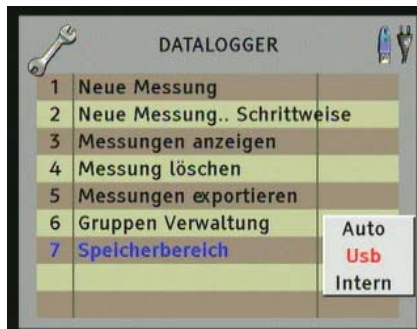 DATALOGGER
1 Neue Messung
2 Neue Messung.. Schrittweise
3 Messungen anzeigen
4 Messung löschen
5 Messungen exportieren
6 Gruppen Verwaltung
7 Speicherbereich
Auto
Usb
Intern